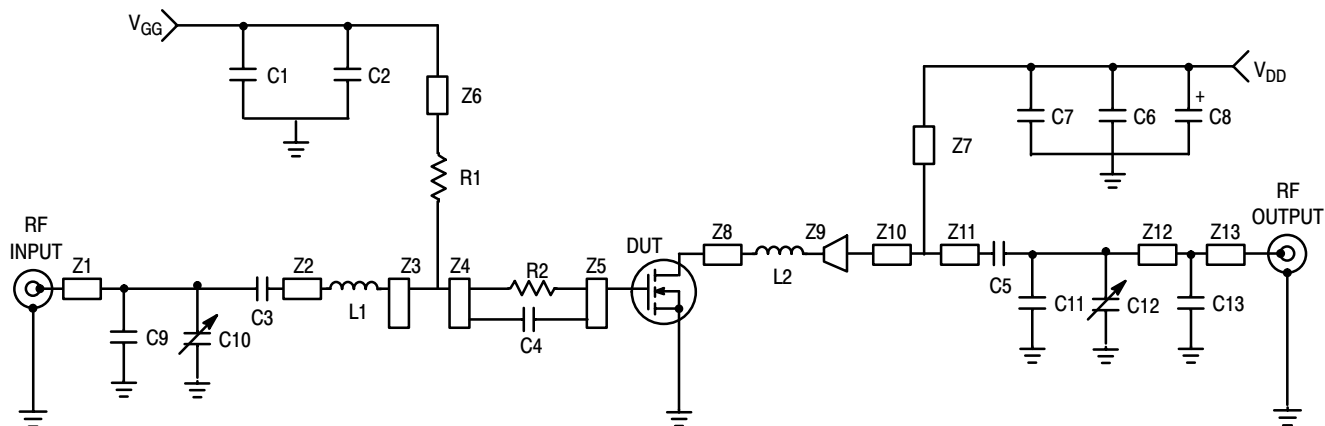 VGG
C1
C2
Z6
R1
RF
INPUT
Z1
C9
C10
C3
Z2
L1
Z3
Z4
R2
C4
Z5
DUT
Z8
L2
Z9
Z10
Z7
Z11
C5
C7
C6
+
C8
VDD
C11
C12
Z12
C13
Z13
RF
OUTPUT